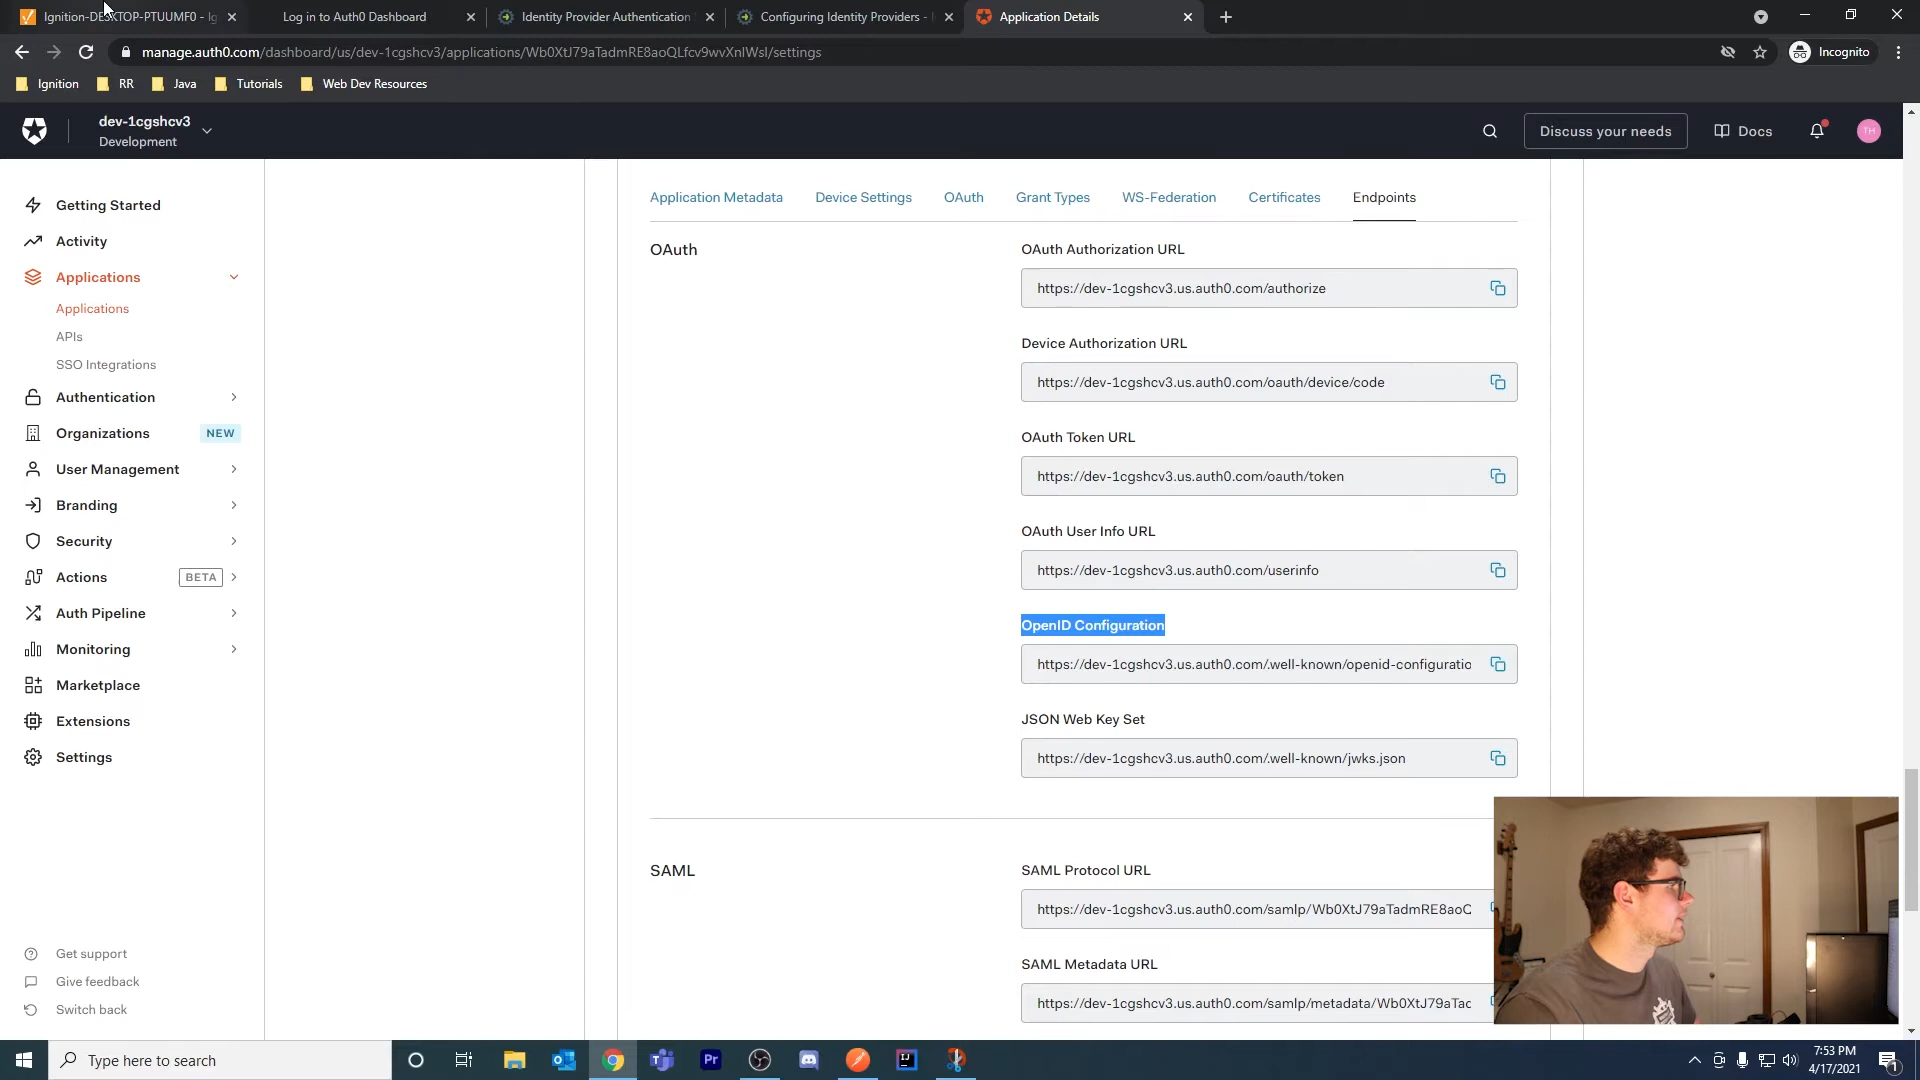 Ignition-DESKTOP-PTUUMF0 - Ig
Log in to Auth0 Dashboard
Identity Provider Authentication
Configuring Identity Providers -
Application Details
manage.auth0.com/dashboard/us/dev-1cgshcv3/applications/Wb0XtJ79aTadmRE8aoQLfcv9wvXnlWsl/settings
Incognito
Ignition
RR
Java
Tutorials
Web Dev Resources
dev-1cgshcv3
Development
Discuss your needs
Docs
TH
Getting Started
Activity
Applications
Applications
APIs
SSO Integrations
Authentication
Organizations NEW
User Management
Branding
Security
Actions BETA
Auth Pipeline
Monitoring
Marketplace
Extensions
Settings
Get support
Give feedback
Switch back
Application Metadata
Device Settings
OAuth
Grant Types
WS-Federation
Certificates
Endpoints
OAuth
OAuth Authorization URL
https://dev-1cgshcv3.us.auth0.com/authorize
Device Authorization URL
https://dev-1cgshcv3.us.auth0.com/oauth/device/code
OAuth Token URL
https://dev-1cgshcv3.us.auth0.com/oauth/token
OAuth User Info URL
https://dev-1cgshcv3.us.auth0.com/userinfo
OpenID Configuration
https://dev-1cgshcv3.us.auth0.com/.well-known/openid-configuratio
JSON Web Key Set
https://dev-1cgshcv3.us.auth0.com/.well-known/jwks.json
SAML
SAML Protocol URL
https://dev-1cgshcv3.us.auth0.com/samlp/Wb0XtJ79aTadmRE8aoQ
SAML Metadata URL
https://dev-1cgshcv3.us.auth0.com/samlp/metadata/Wb0XtJ79aTad
Type here to search
Pr
IJ
7:53 PM
4/17/2021
1